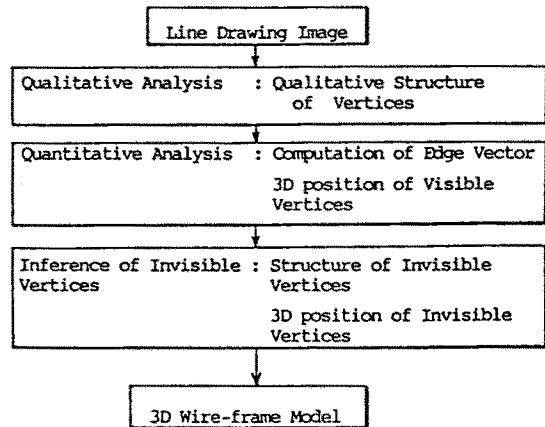 Line Drawing Image
Qualitative Analysis : Qualitative Structure
of Vertices
Quantitative Analysis : Computation of Edge Vector
3D position of Visible
Vertices
Inference of Invisible : Structure of Invisible
Vertices Vertices
3D position of Invisible
Vertices
3D Wire-frame Model